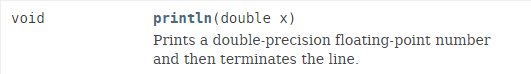 void println(double x)
Prints a double-precision floating-point number
and then terminates the line.